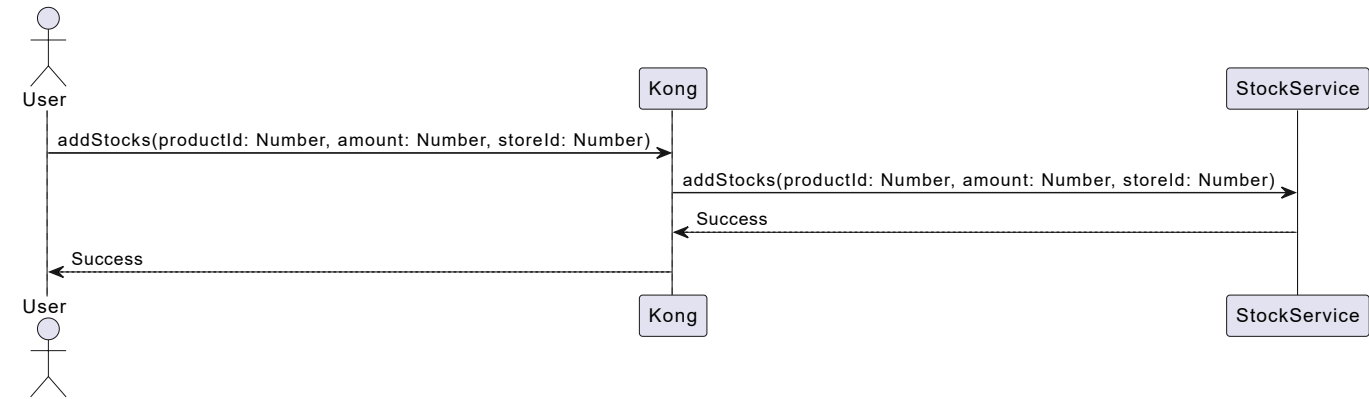 User
Kong
StockService
addStocks(productId: Number, amount: Number, storeId: Number)
addStocks(productId: Number, amount: Number, storeId: Number)
Success
Success
User
Kong
StockService